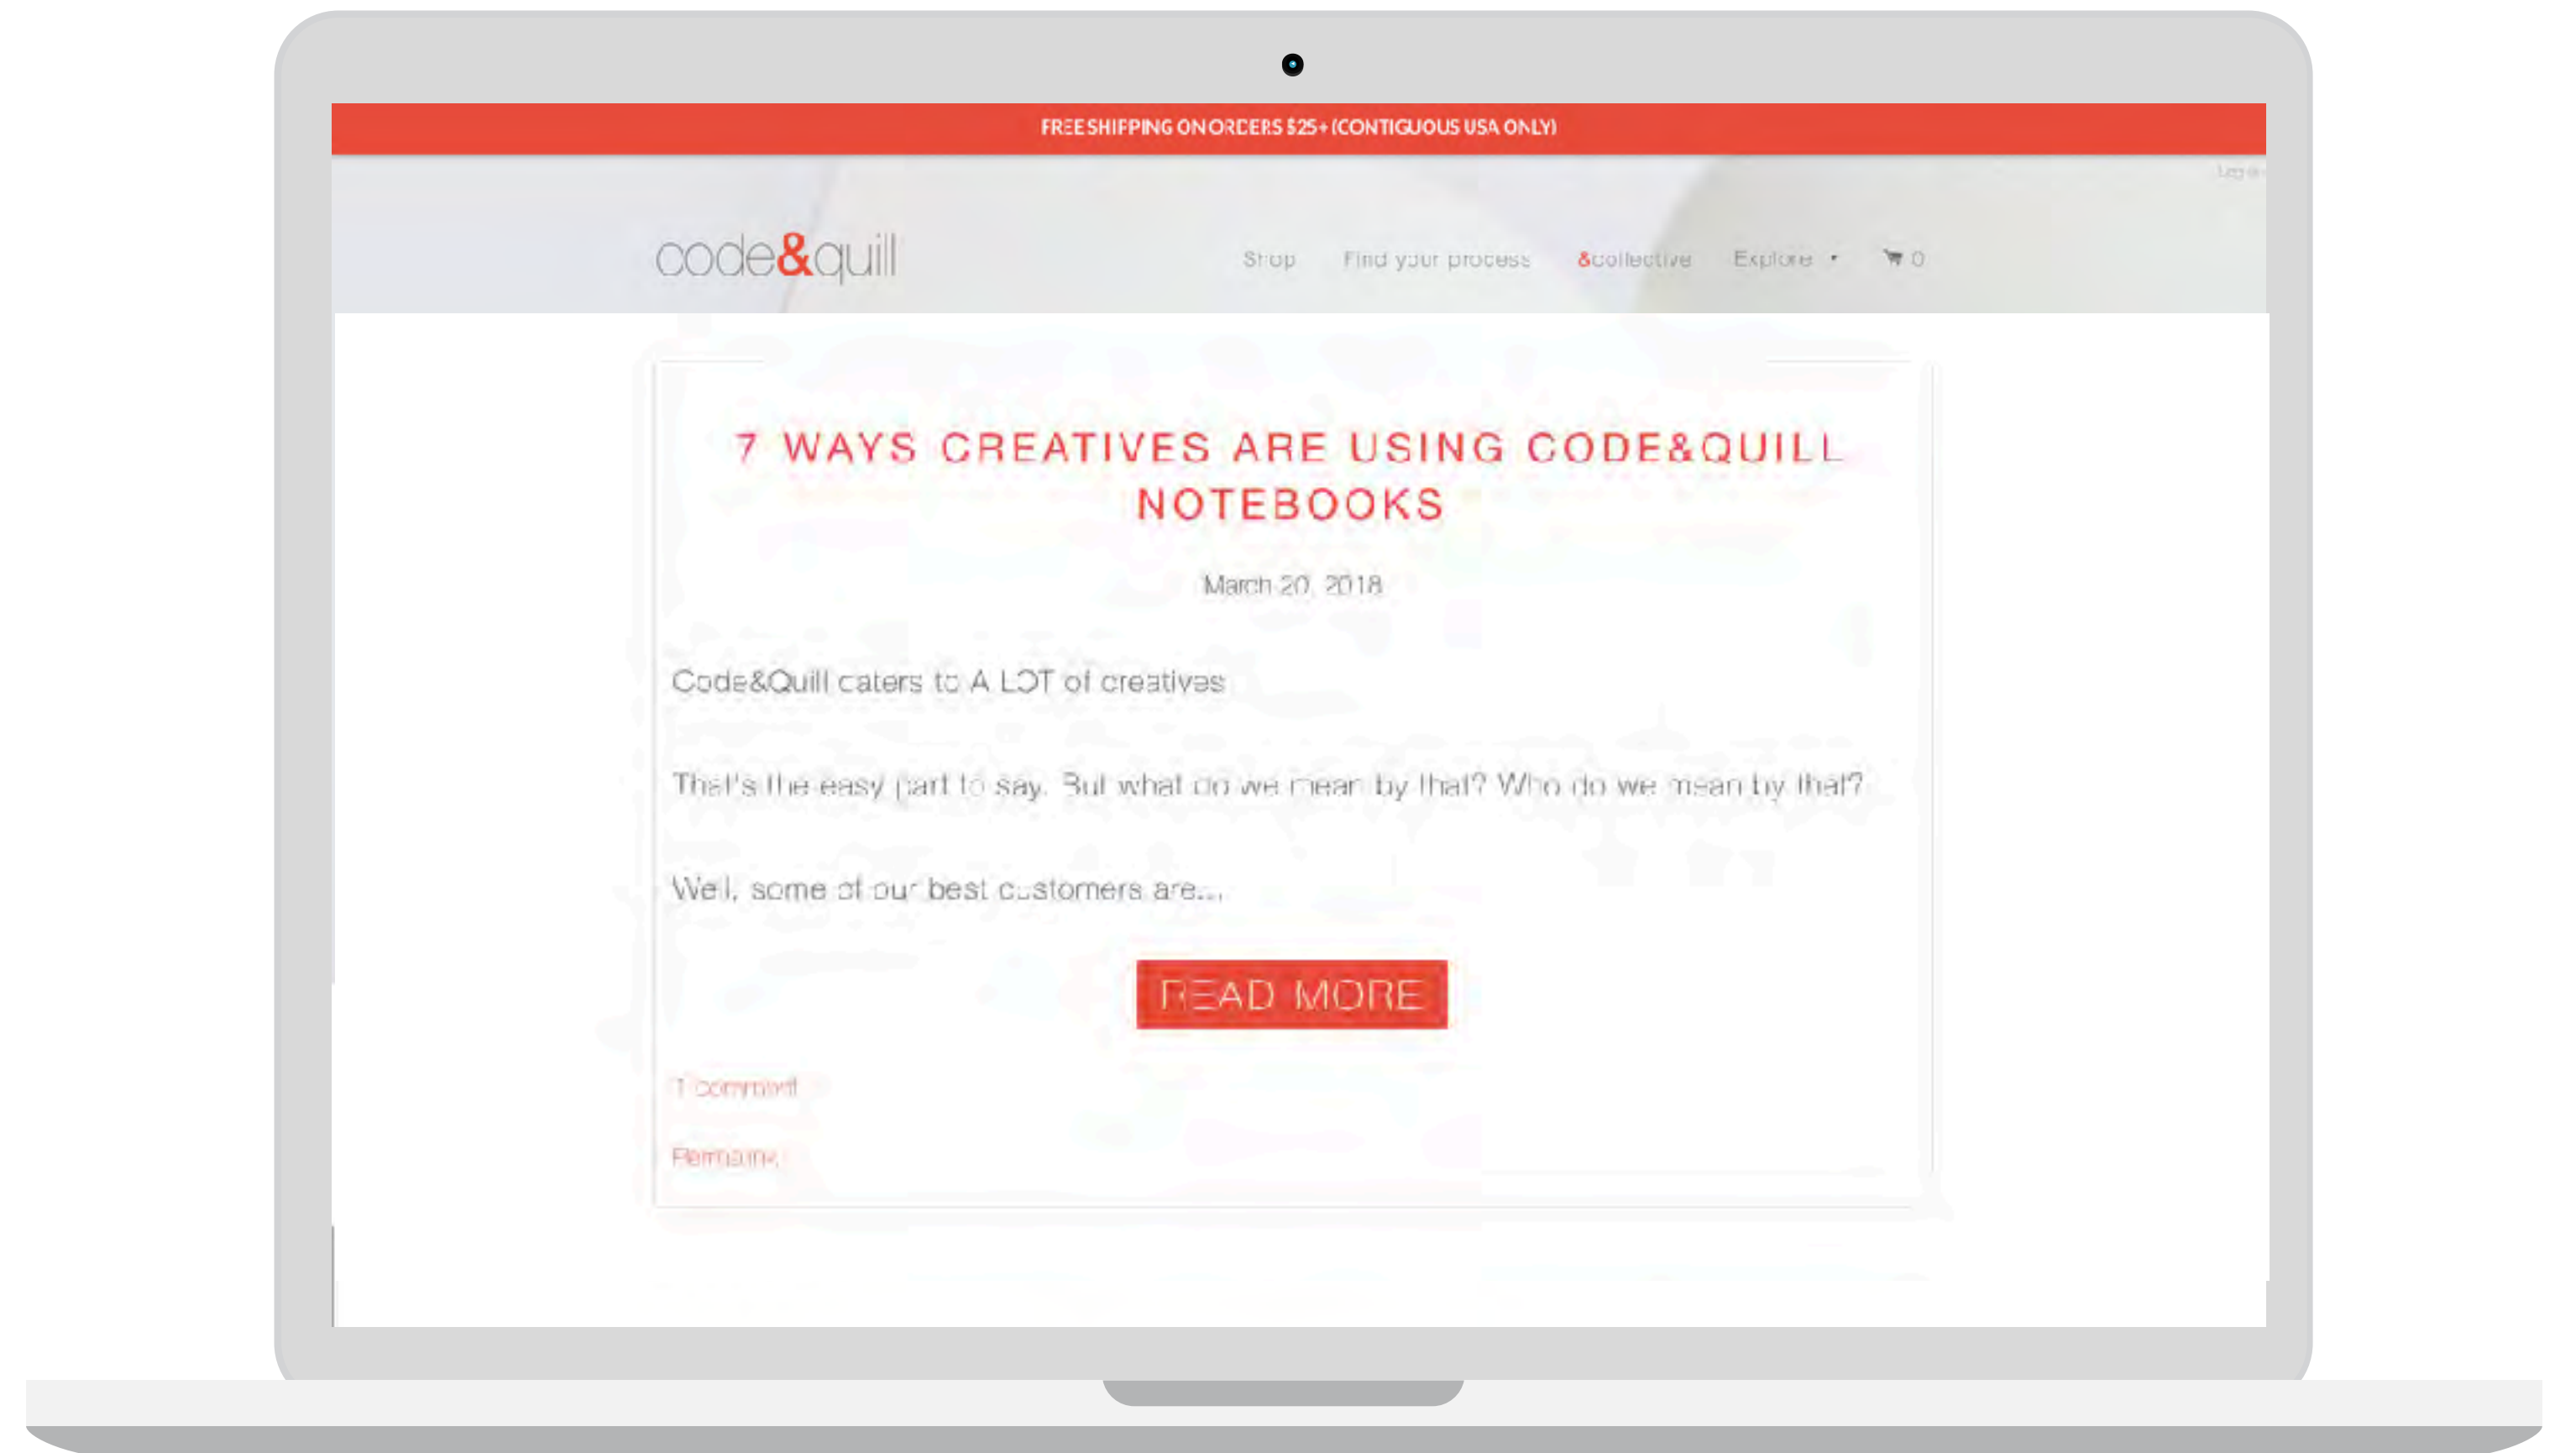 FREE SHIPPING ON ORDERS $25+ (CONTIGUOUS USA ONLY)
code&quill
Shop Find your process &collective Explore 0
7 WAYS CREATIVES ARE USING CODE&QUILL
NOTEBOOKS
March 20, 2018
Code&Quill caters to A LOT of creatives
That's the easy part to say. But what do we mean by that? Who do we mean by that?
Well, some of our best customers are...
READ MORE
1 comment
Permalink